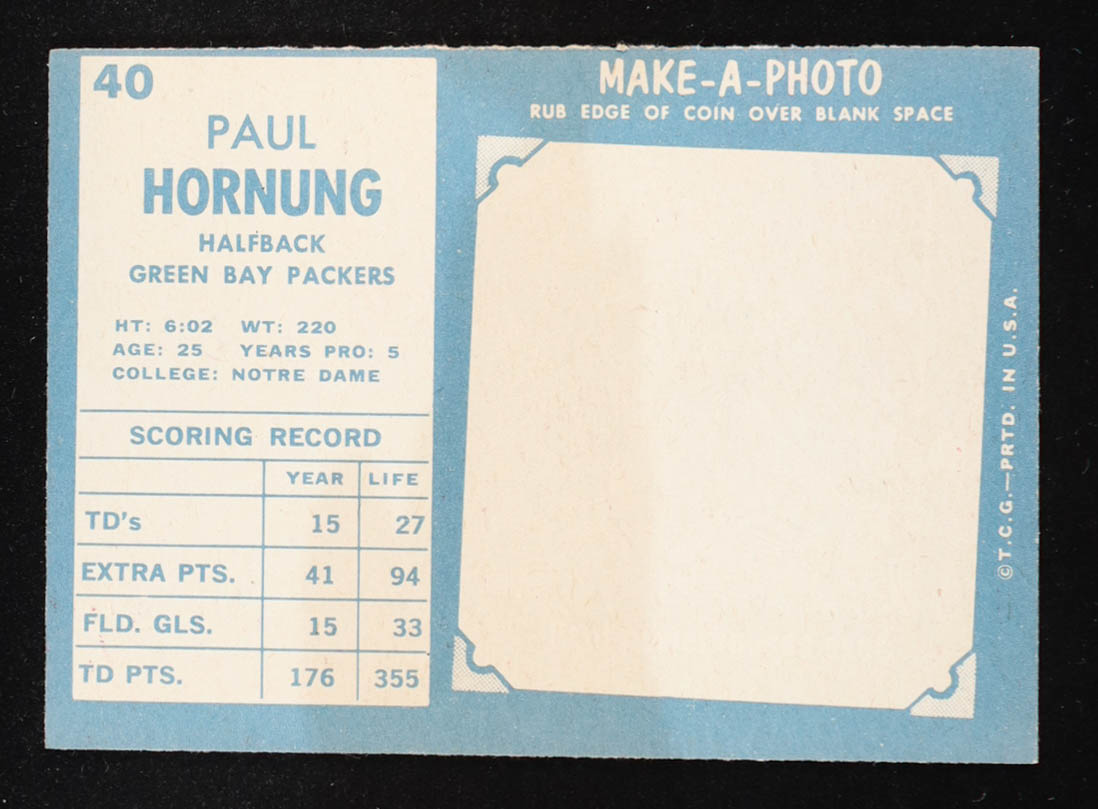 40
PAUL
HORNUNG
HALFBACK
GREEN BAY PACKERS
HT: 6:02 WT: 220
AGE: 25 YEARS PRO: 5
COLLEGE: NOTRE DAME
SCORING RECORD
YEAR LIFE
TD's 15 27
EXTRA PTS. 41 94
FLD. GLS. 15 33
TD PTS. 176 355
MAKE-A-PHOTO
RUB EDGE OF COIN OVER BLANK SPACE
©T.C.G.—PRTD. IN U.S.A.